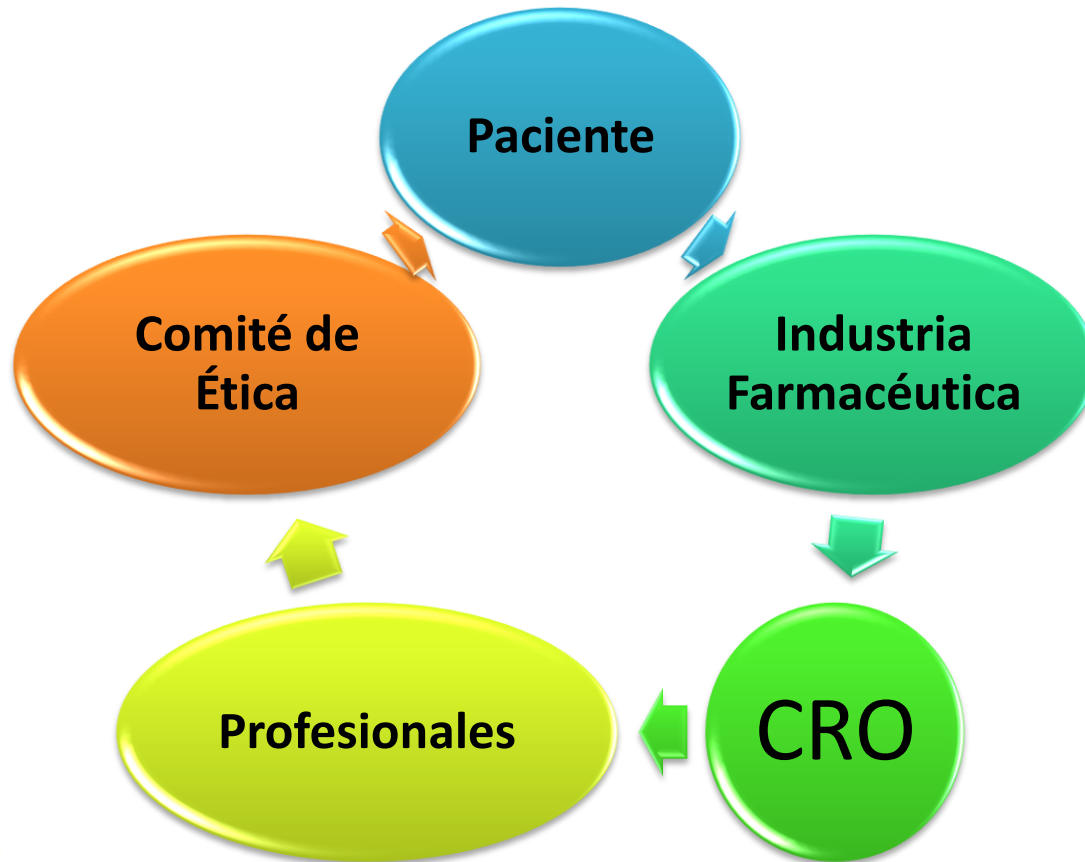 Paciente
Comité de
Ética
Industria
Farmacéutica
Profesionales
CRO